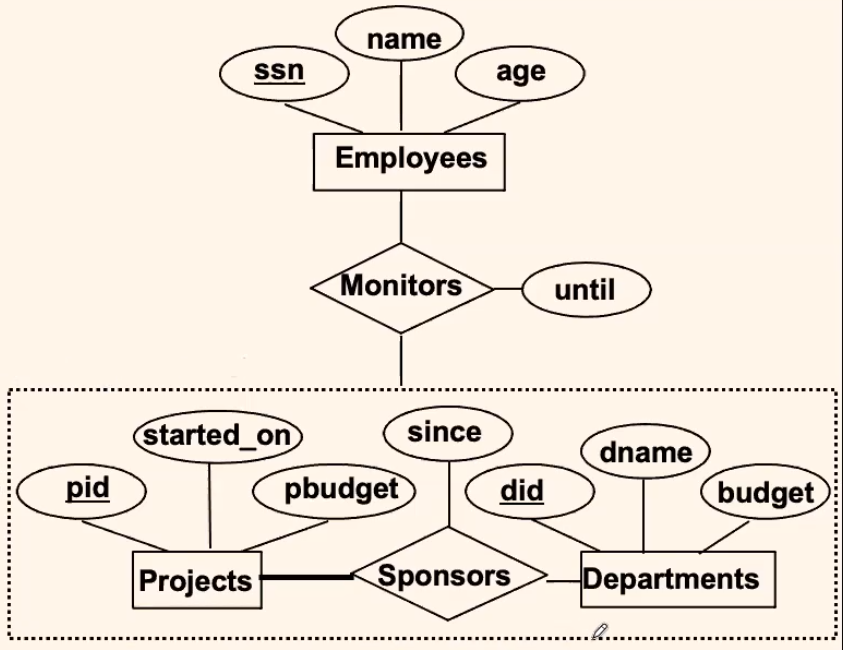 name
ssn
age
Employees
Monitors
until
started_on
since
dname
pid
pbudget
did
budget
Projects
Sponsors
Departments